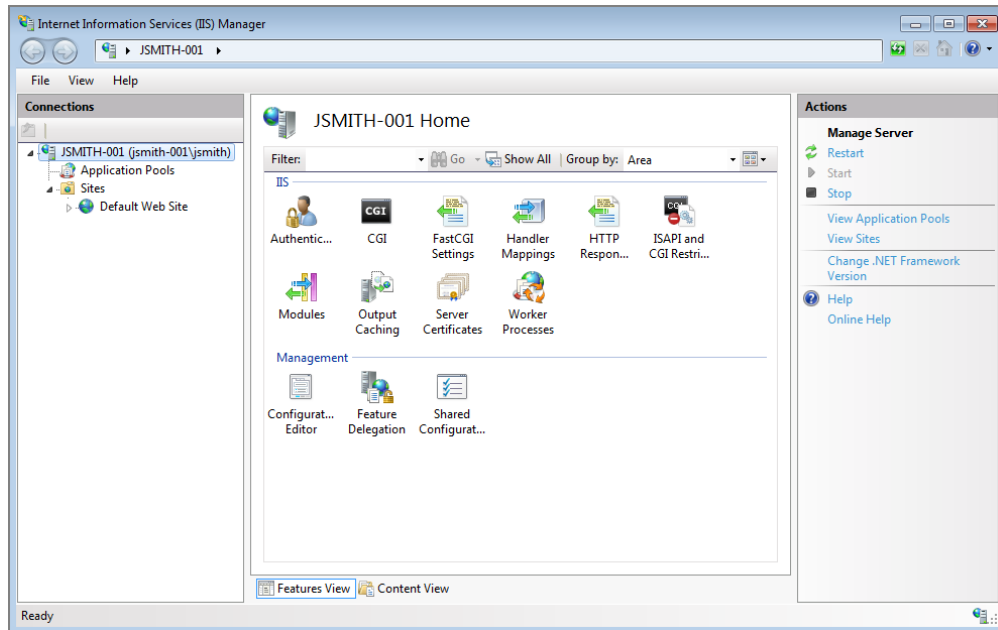 Internet Information Services (IIS) Manager
JSMITH-001
File View Help
Connections
JSMITH-001 (jsmith-001\jsmith)
Application Pools
Sites
Default Web Site
JSMITH-001 Home
Filter: Go Show All Group by: Area
IIS
Authentic... CGI FastCGI Settings Handler Mappings HTTP Respon... ISAPI and CGI Restri...
Modules Output Caching Server Certificates Worker Processes
Management
Configurat... Editor Feature Delegation Shared Configurat...
Features View Content View
Actions
Manage Server
Restart
Start
Stop
View Application Pools
View Sites
Change .NET Framework
Version
Help
Online Help
Ready